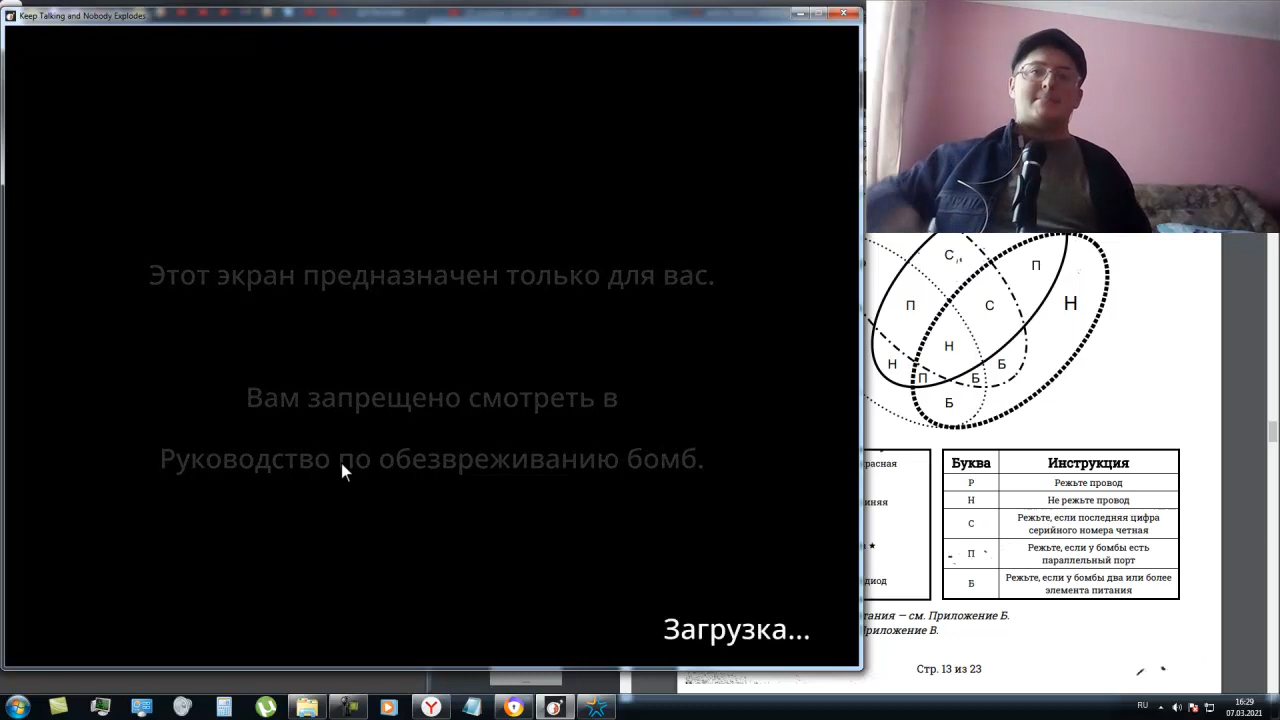 Keep Talking and Nobody Explodes
Этот экран предназначен только для вас.
Вам запрещено смотреть в
Руководство по обезвреживанию бомб.
Загрузка...
С
П
П
С
Н
Н
Н
П
Б
Б
Б
Буква Инструкция
Р Режьте провод
Н Не режьте провод
С Режьте, если последняя цифра
серийного номера четная
П Режьте, если у бомбы есть
параллельный порт
Б Режьте, если у бомбы два или более
элемента питания
— см. Приложение Б.
Приложение В.
Стр. 13 из 23
RU
16:29
07.03.2021